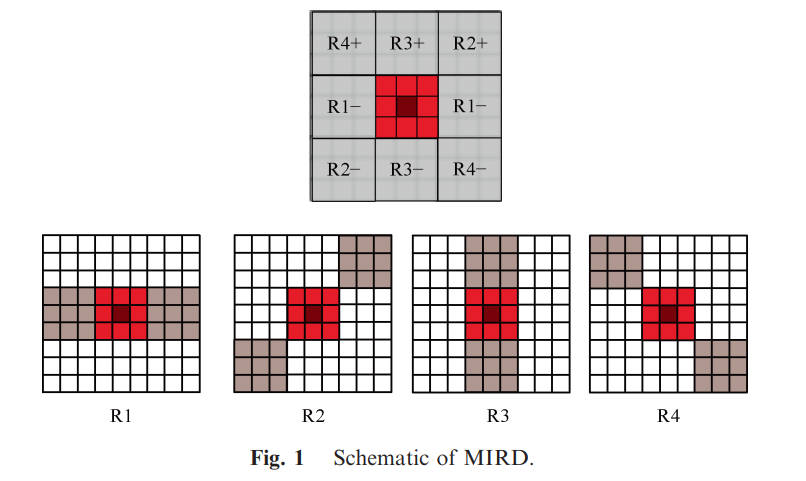 R4+ R3+ R2+
R1− R1−
R2− R3− R4−
R1 R2 R3 R4
Fig. 1 Schematic of MIRD.